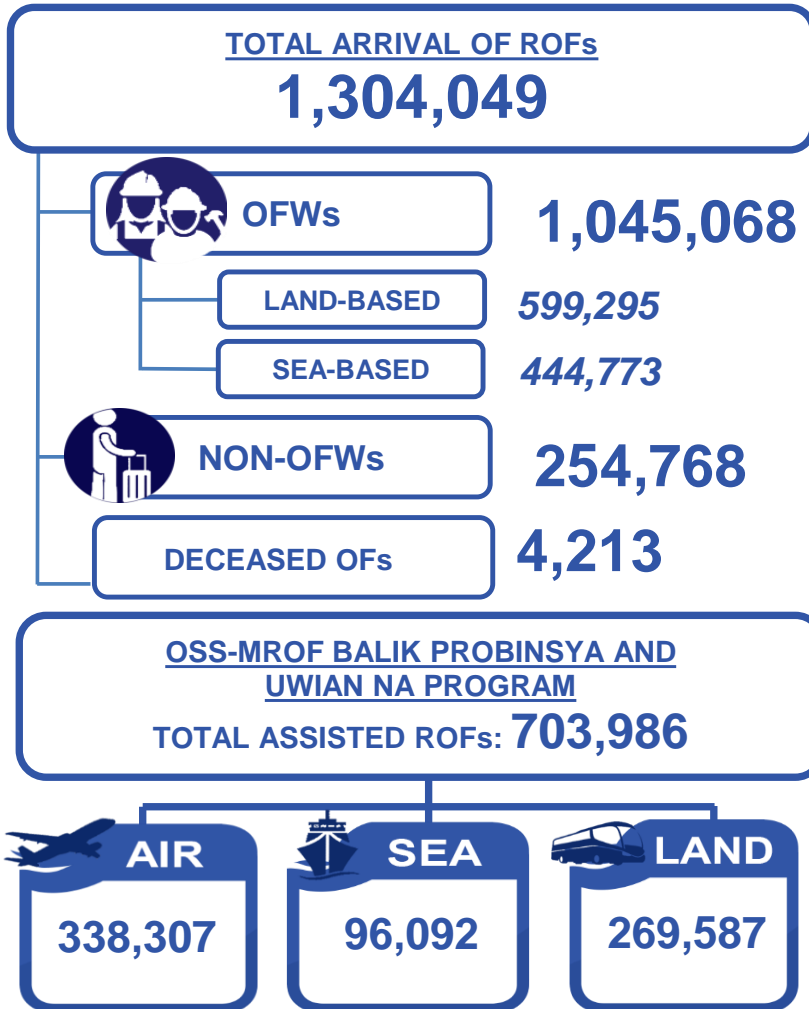 TOTAL ARRIVAL OF ROFs
1,304,049
OFWs 1,045,068
LAND-BASED 599,295
SEA-BASED 444,773
NON-OFWs 254,768
DECEASED OFs 4,213
OSS-MROF BALIK PROBINSYA AND
UWIAN NA PROGRAM
TOTAL ASSISTED ROFs: 703,986
AIR SEA LAND
338,307 96,092 269,587